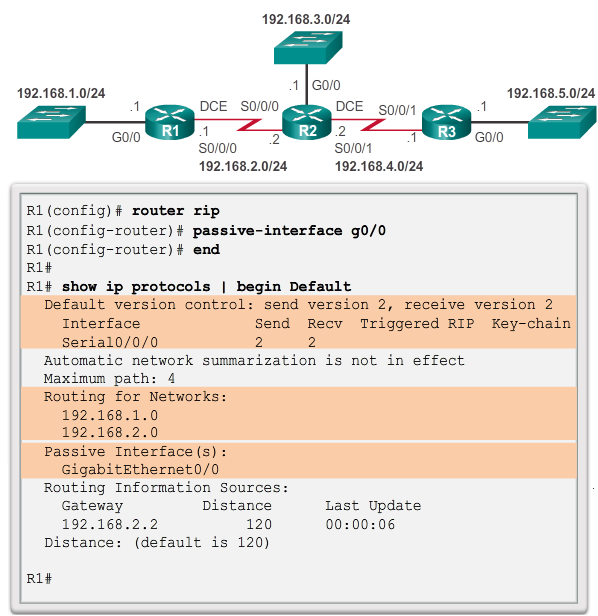 192.168.3.0/24
192.168.1.0/24
192.168.5.0/24
.1 G0/0
.1 DCE S0/0/0 DCE S0/0/1 .1
R1 R2 R3
G0/0 .1 .2 .2 .1 G0/0
S0/0/0 S0/0/1
192.168.2.0/24 192.168.4.0/24
R1(config)# router rip
R1(config-router)# passive-interface g0/0
R1(config-router)# end
R1#
R1# show ip protocols | begin Default
Default version control: send version 2, receive version 2
Interface Send Recv Triggered RIP Key-chain
Serial0/0/0 2 2
Automatic network summarization is not in effect
Maximum path: 4
Routing for Networks:
192.168.1.0
192.168.2.0
Passive Interface(s):
GigabitEthernet0/0
Routing Information Sources:
Gateway Distance Last Update
192.168.2.2 120 00:00:06
Distance: (default is 120)
R1#